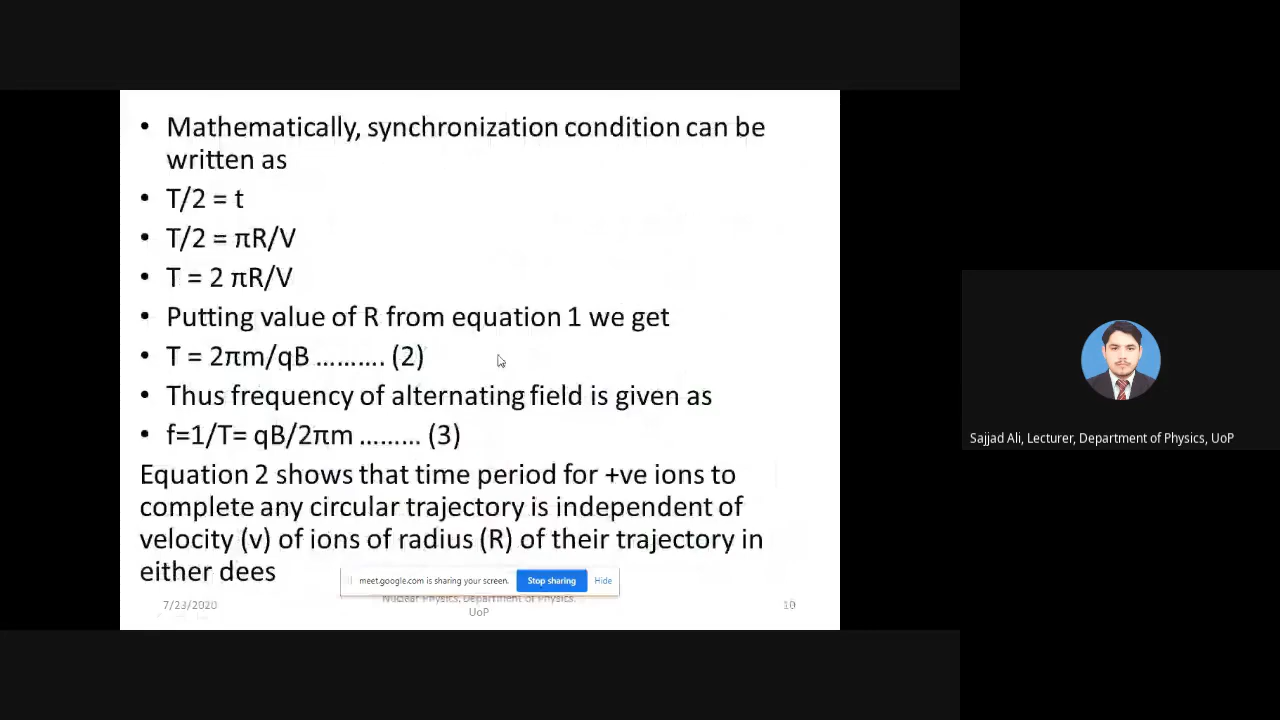 • Mathematically, synchronization condition can be
written as
• T/2 = t
• T/2 = πR/V
• T = 2 πR/V
• Putting value of R from equation 1 we get
• T = 2πm/qB ………. (2)
• Thus frequency of alternating field is given as
• f=1/T= qB/2πm ……… (3)
Equation 2 shows that time period for +ve ions to
complete any circular trajectory is independent of
velocity (v) of ions of radius (R) of their trajectory in
either dees
meet.google.com is sharing your screen. Stop sharing Hide
7/23/2020
Nuclear Physics, Department of Physics,
UoP
10
Sajjad Ali, Lecturer, Department of Physics, UoP